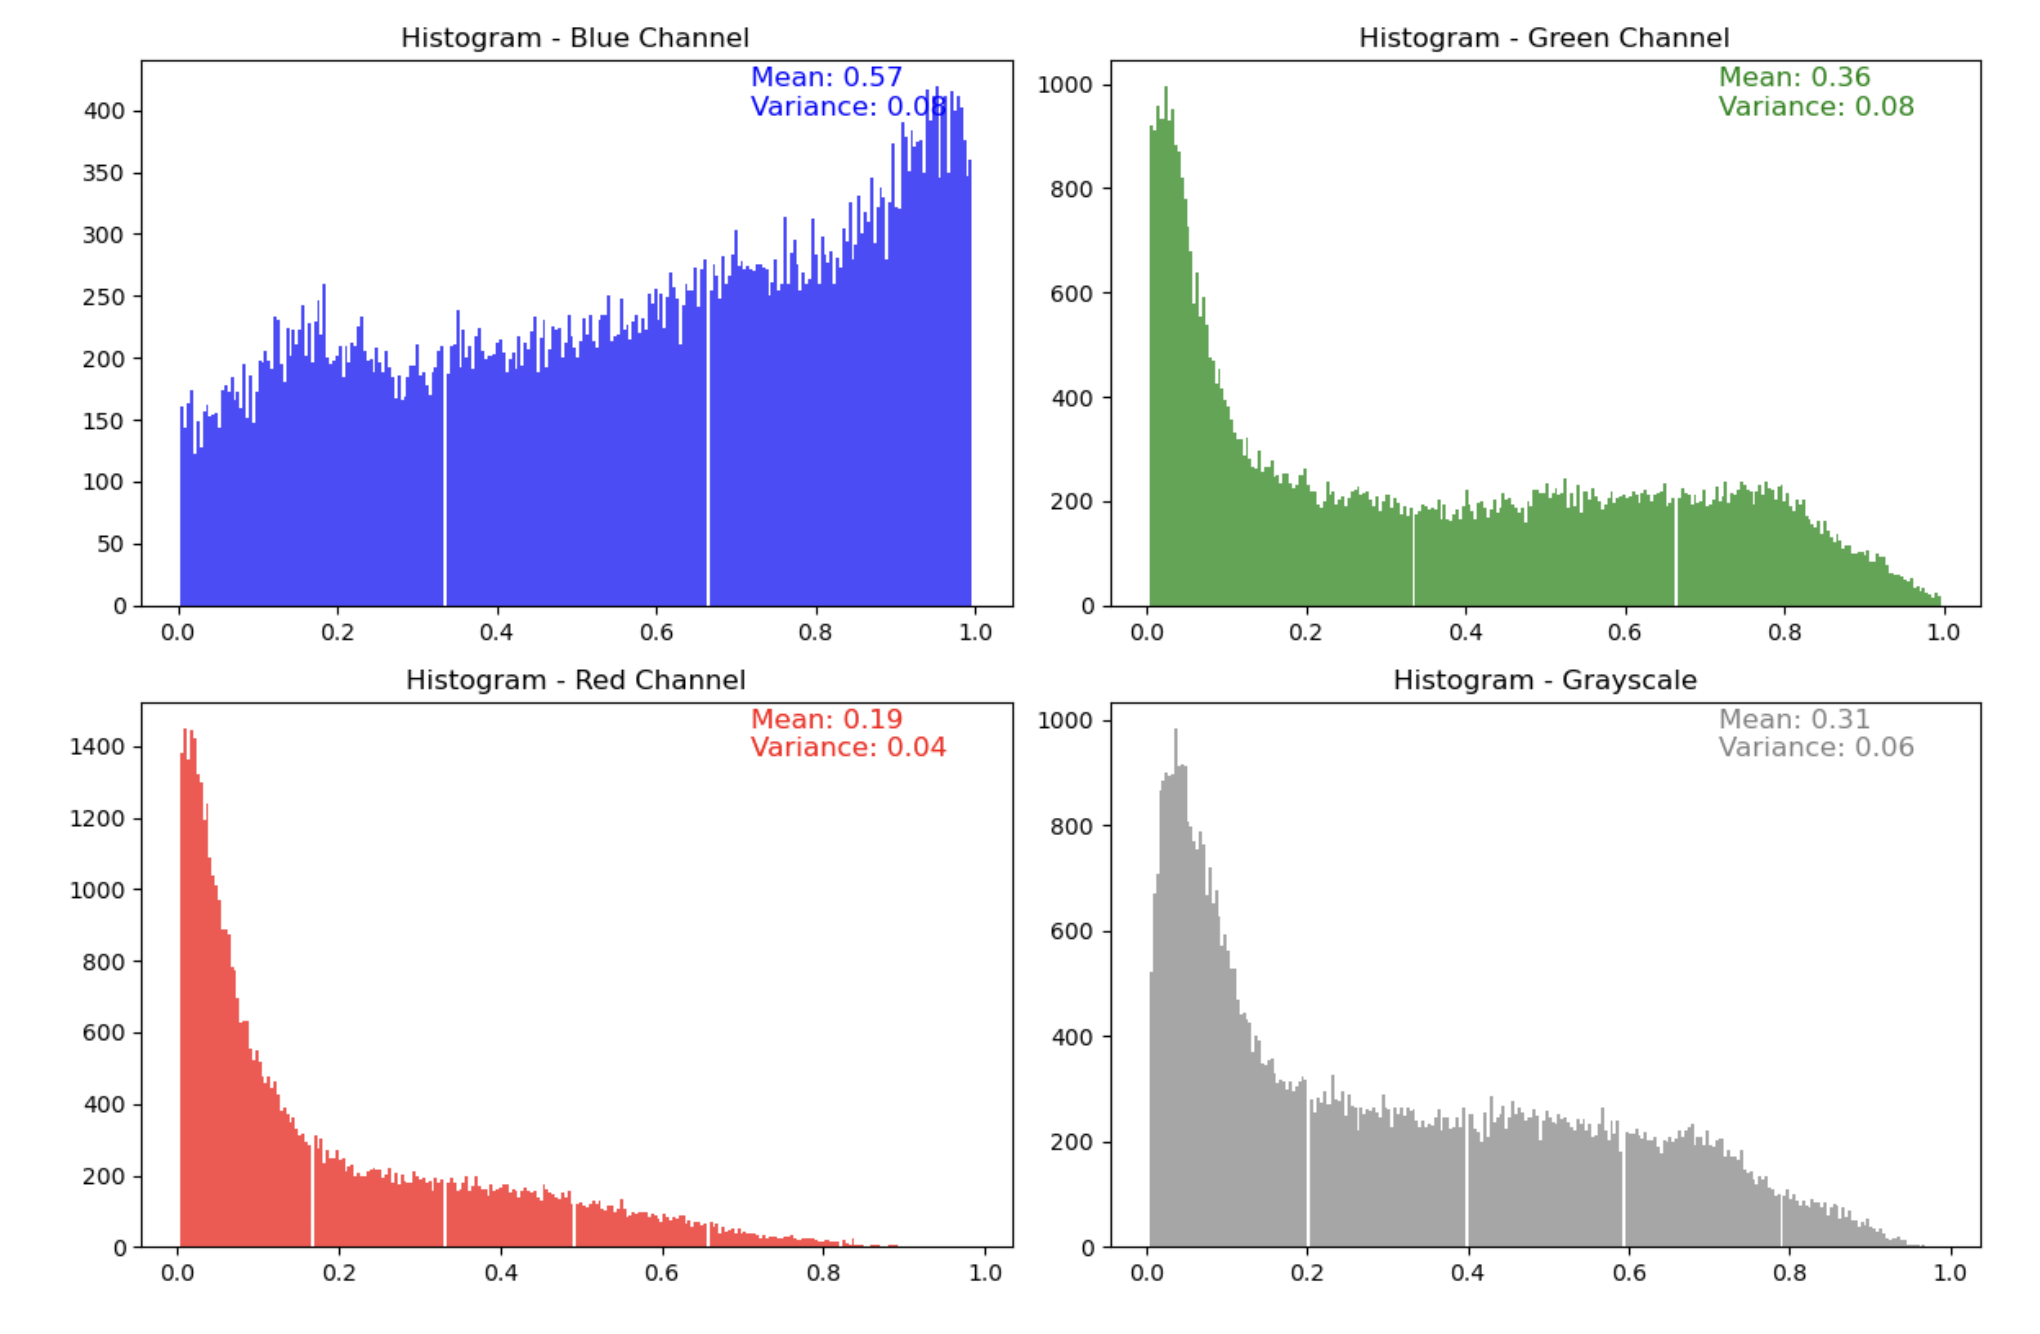 Histogram - Blue Channel
Mean: 0.57
Variance: 0.08
400
350
300
250
200
150
100
50
0
0.0 0.2 0.4 0.6 0.8 1.0
Histogram - Green Channel
Mean: 0.36
Variance: 0.08
1000
800
600
400
200
0
0.0 0.2 0.4 0.6 0.8 1.0
Histogram - Red Channel
Mean: 0.19
Variance: 0.04
1400
1200
1000
800
600
400
200
0
0.0 0.2 0.4 0.6 0.8 1.0
Histogram - Grayscale
Mean: 0.31
Variance: 0.06
1000
800
600
400
200
0
0.0 0.2 0.4 0.6 0.8 1.0